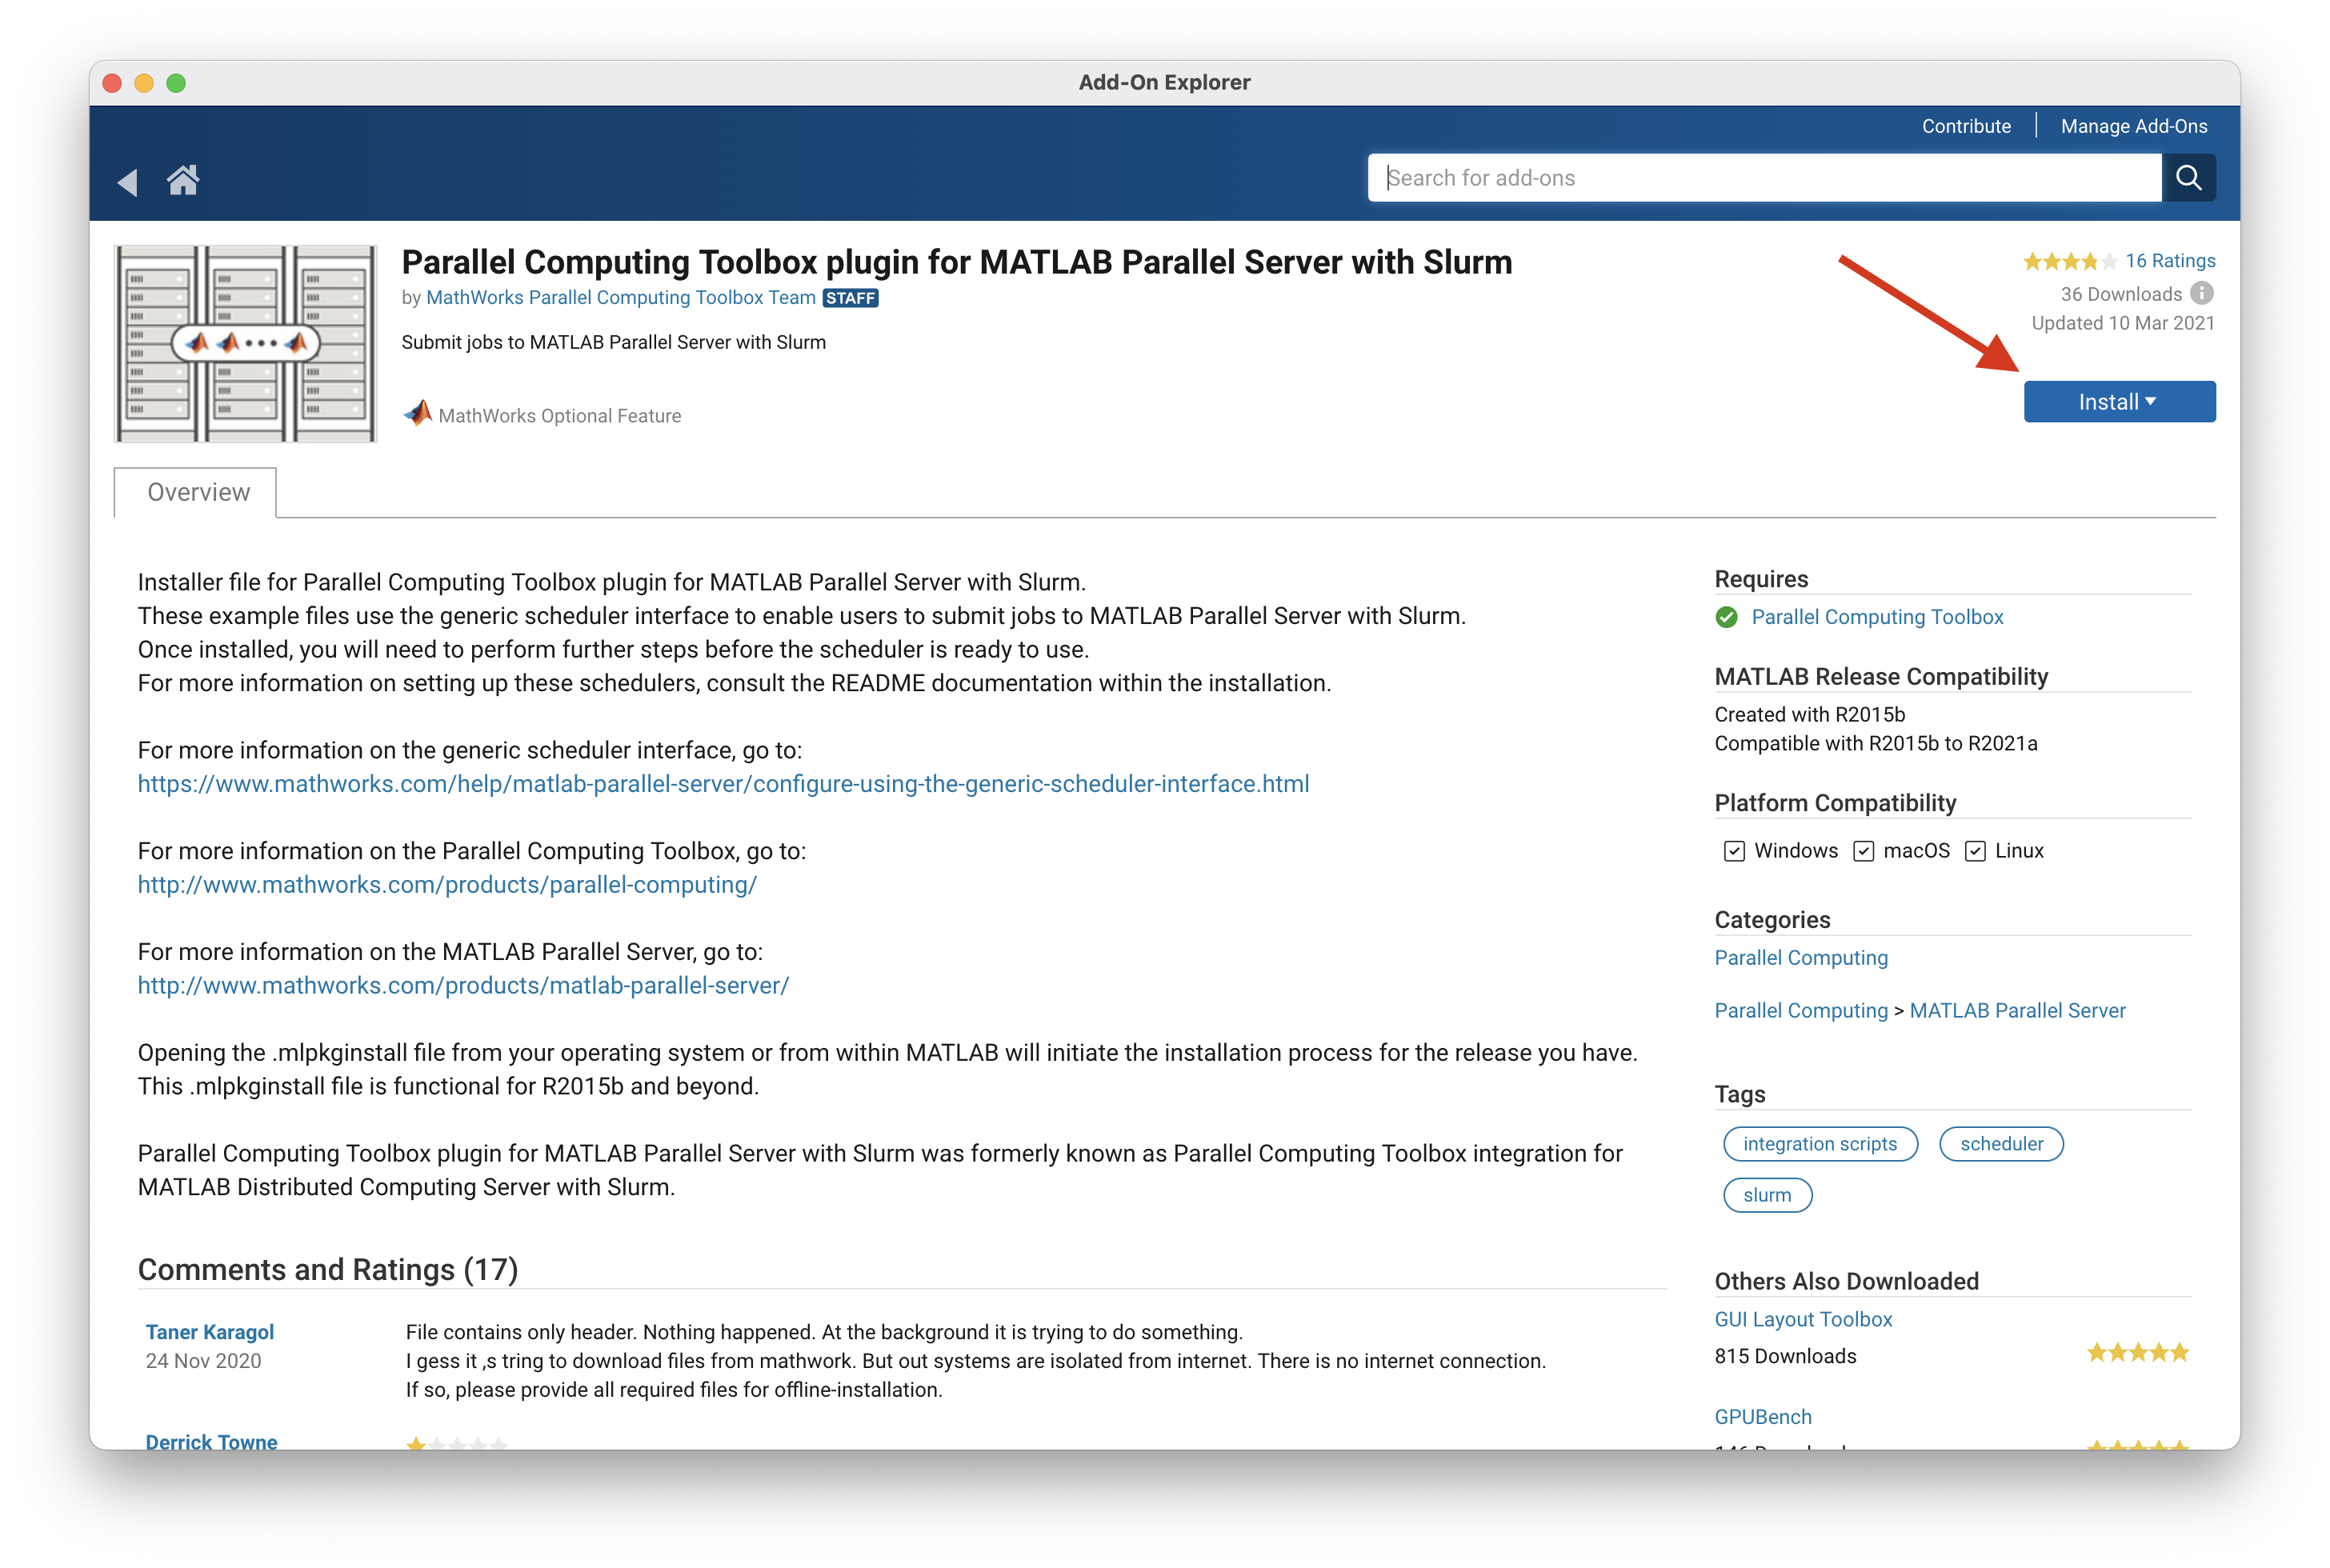 Add-On Explorer
Contribute
Manage Add-Ons
Search for add-ons
Parallel Computing Toolbox plugin for MATLAB Parallel Server with Slurm
by MathWorks Parallel Computing Toolbox Team STAFF
Submit jobs to MATLAB Parallel Server with Slurm
MathWorks Optional Feature
16 Ratings
36 Downloads
Updated 10 Mar 2021
Install
Overview
Installer file for Parallel Computing Toolbox plugin for MATLAB Parallel Server with Slurm.
These example files use the generic scheduler interface to enable users to submit jobs to MATLAB Parallel Server with Slurm.
Once installed, you will need to perform further steps before the scheduler is ready to use.
For more information on setting up these schedulers, consult the README documentation within the installation.
For more information on the generic scheduler interface, go to:
https://www.mathworks.com/help/matlab-parallel-server/configure-using-the-generic-scheduler-interface.html
For more information on the Parallel Computing Toolbox, go to:
http://www.mathworks.com/products/parallel-computing/
For more information on the MATLAB Parallel Server, go to:
http://www.mathworks.com/products/matlab-parallel-server/
Opening the .mlpkginstall file from your operating system or from within MATLAB will initiate the installation process for the release you have.
This .mlpkginstall file is functional for R2015b and beyond.
Parallel Computing Toolbox plugin for MATLAB Parallel Server with Slurm was formerly known as Parallel Computing Toolbox integration for
MATLAB Distributed Computing Server with Slurm.
Comments and Ratings (17)
Taner Karagol
24 Nov 2020
File contains only header. Nothing happened. At the background it is trying to do something.
I gess it ,s tring to download files from mathwork. But out systems are isolated from internet. There is no internet connection.
If so, please provide all required files for offline-installation.
Derrick Towne
Requires
Parallel Computing Toolbox
MATLAB Release Compatibility
Created with R2015b
Compatible with R2015b to R2021a
Platform Compatibility
Windows macOS Linux
Categories
Parallel Computing
Parallel Computing > MATLAB Parallel Server
Tags
integration scripts
scheduler
slurm
Others Also Downloaded
GUI Layout Toolbox
815 Downloads
GPUBench